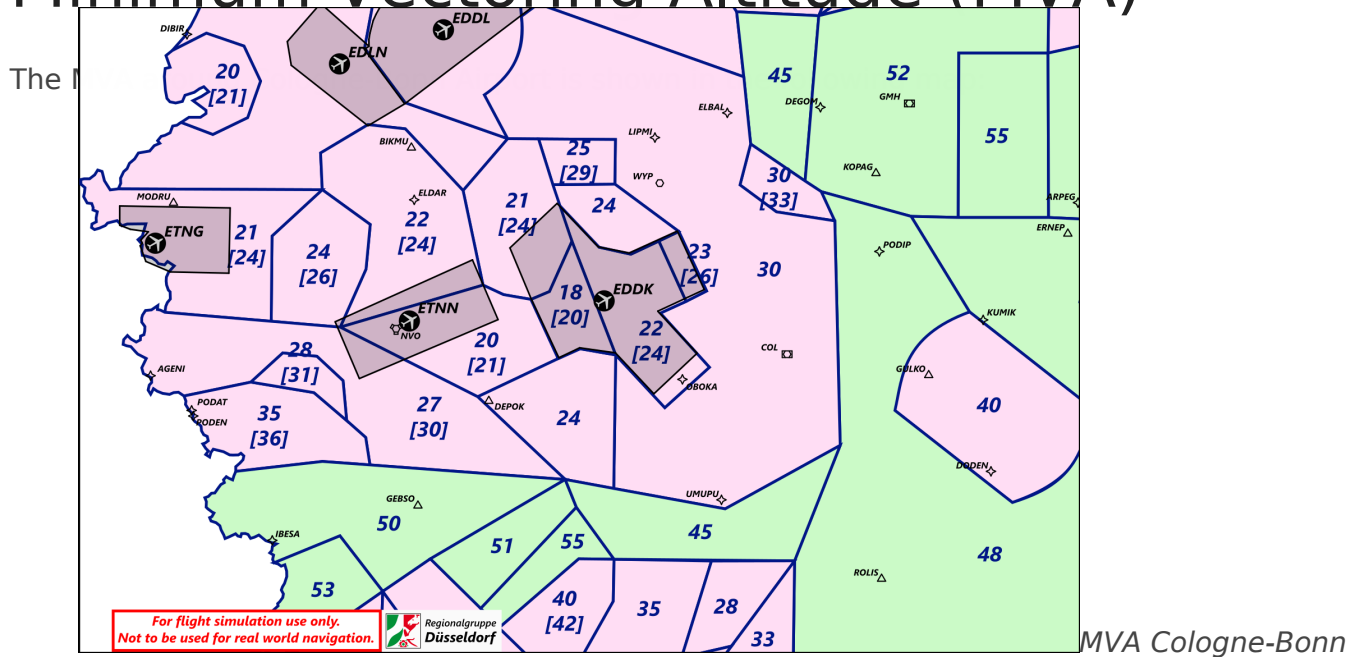 Minimum Vectoring Altitude (MVA)
The
DIBIR
EDLN
EDDL
20
[21]
45
52
55
DEGOM
GMH
ELBAL
LIPMI
BIKMU
25
[29]
WYP
KOPAG
30
[33]
ARPEG
MODRU
ELDAR
ETNG
21
[24]
24
[26]
22
[24]
21
[24]
24
23
[26]
30
PODIP
ERNEP
18
[20]
EDDK
22
[24]
ETNN
NVO
20
[21]
KUMIK
COL
28
[31]
AGENI
GULKO
OBOKA
PODAT
RODEN
35
[36]
27
[30]
DEPOK
24
40
DODEN
GEBSO
UMUPU
50
IBESA
51
55
45
48
53
ROLIS
40
[42]
35
28
33
For flight simulation use only.
Not to be used for real world navigation.
Regionalgruppe
Düsseldorf
MVA Cologne-Bonn